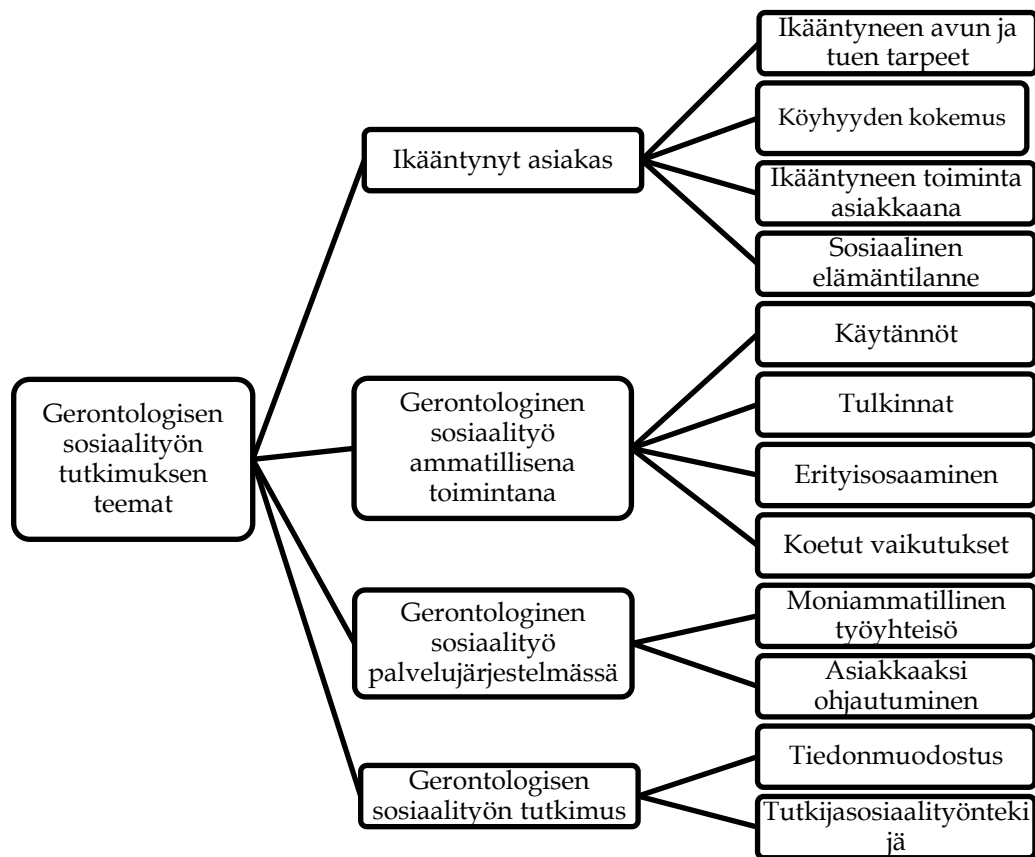 Gerontologisen
sosiaalityön
tutkimuksen
teemat
Ikääntynyt asiakas
Ikääntyneen avun ja
tuen tarpeet
Köyhyyden kokemus
Ikääntyneen toiminta
asiakkaana
Sosiaalinen
elämäntilanne
Gerontologinen
sosiaalityö
ammatillisena
toimintana
Käytännöt
Tulkinnat
Erityisosaaminen
Koetut vaikutukset
Gerontologinen
sosiaalityö
palvelujärjestelmässä
Moniammatillinen
työyhteisö
Asiakkaaksi
ohjautuminen
Gerontologisen
sosiaalityön tutkimus
Tiedonmuodostus
Tutkijasosiaalityönteki
jä